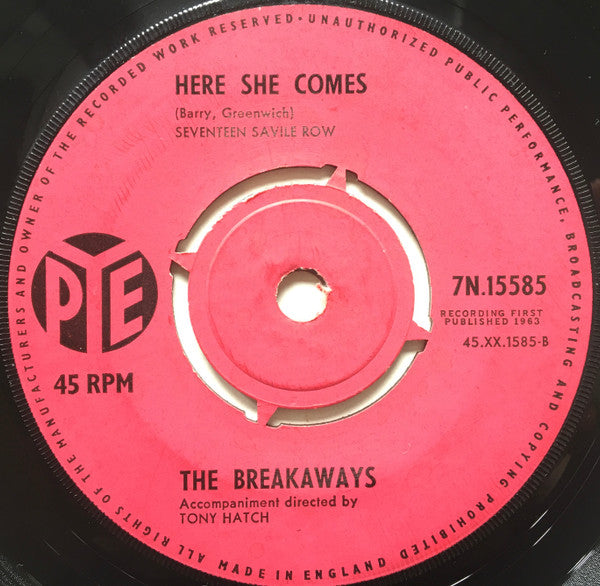 ALL RIGHTS OF THE MANUFACTURERS AND OWNER OF THE RECORDED WORK RESERVED · UNAUTHORIZED PUBLIC PERFORMANCE, BROADCASTING AND COPYING PROHIBITED
HERE SHE COMES
(Barry, Greenwich)
SEVENTEEN SAVILE ROW
PYE
45 RPM
7N.15585
RECORDING FIRST
PUBLISHED 1963
45.XX.1585-B
THE BREAKAWAYS
Accompaniment directed by
TONY HATCH
MADE IN ENGLAND